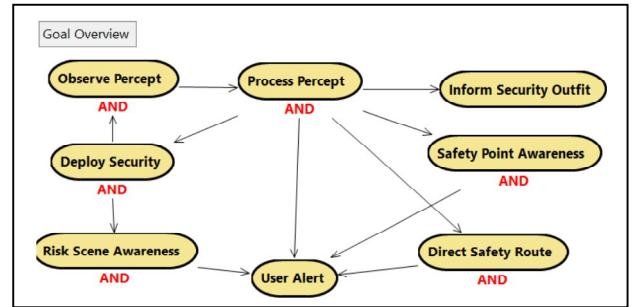 Goal Overview
Observe Percept
AND
Process Percept
AND
Inform Security Outfit
Deploy Security
AND
Safety Point Awareness
AND
Risk Scene Awareness
AND
User Alert
Direct Safety Route
AND